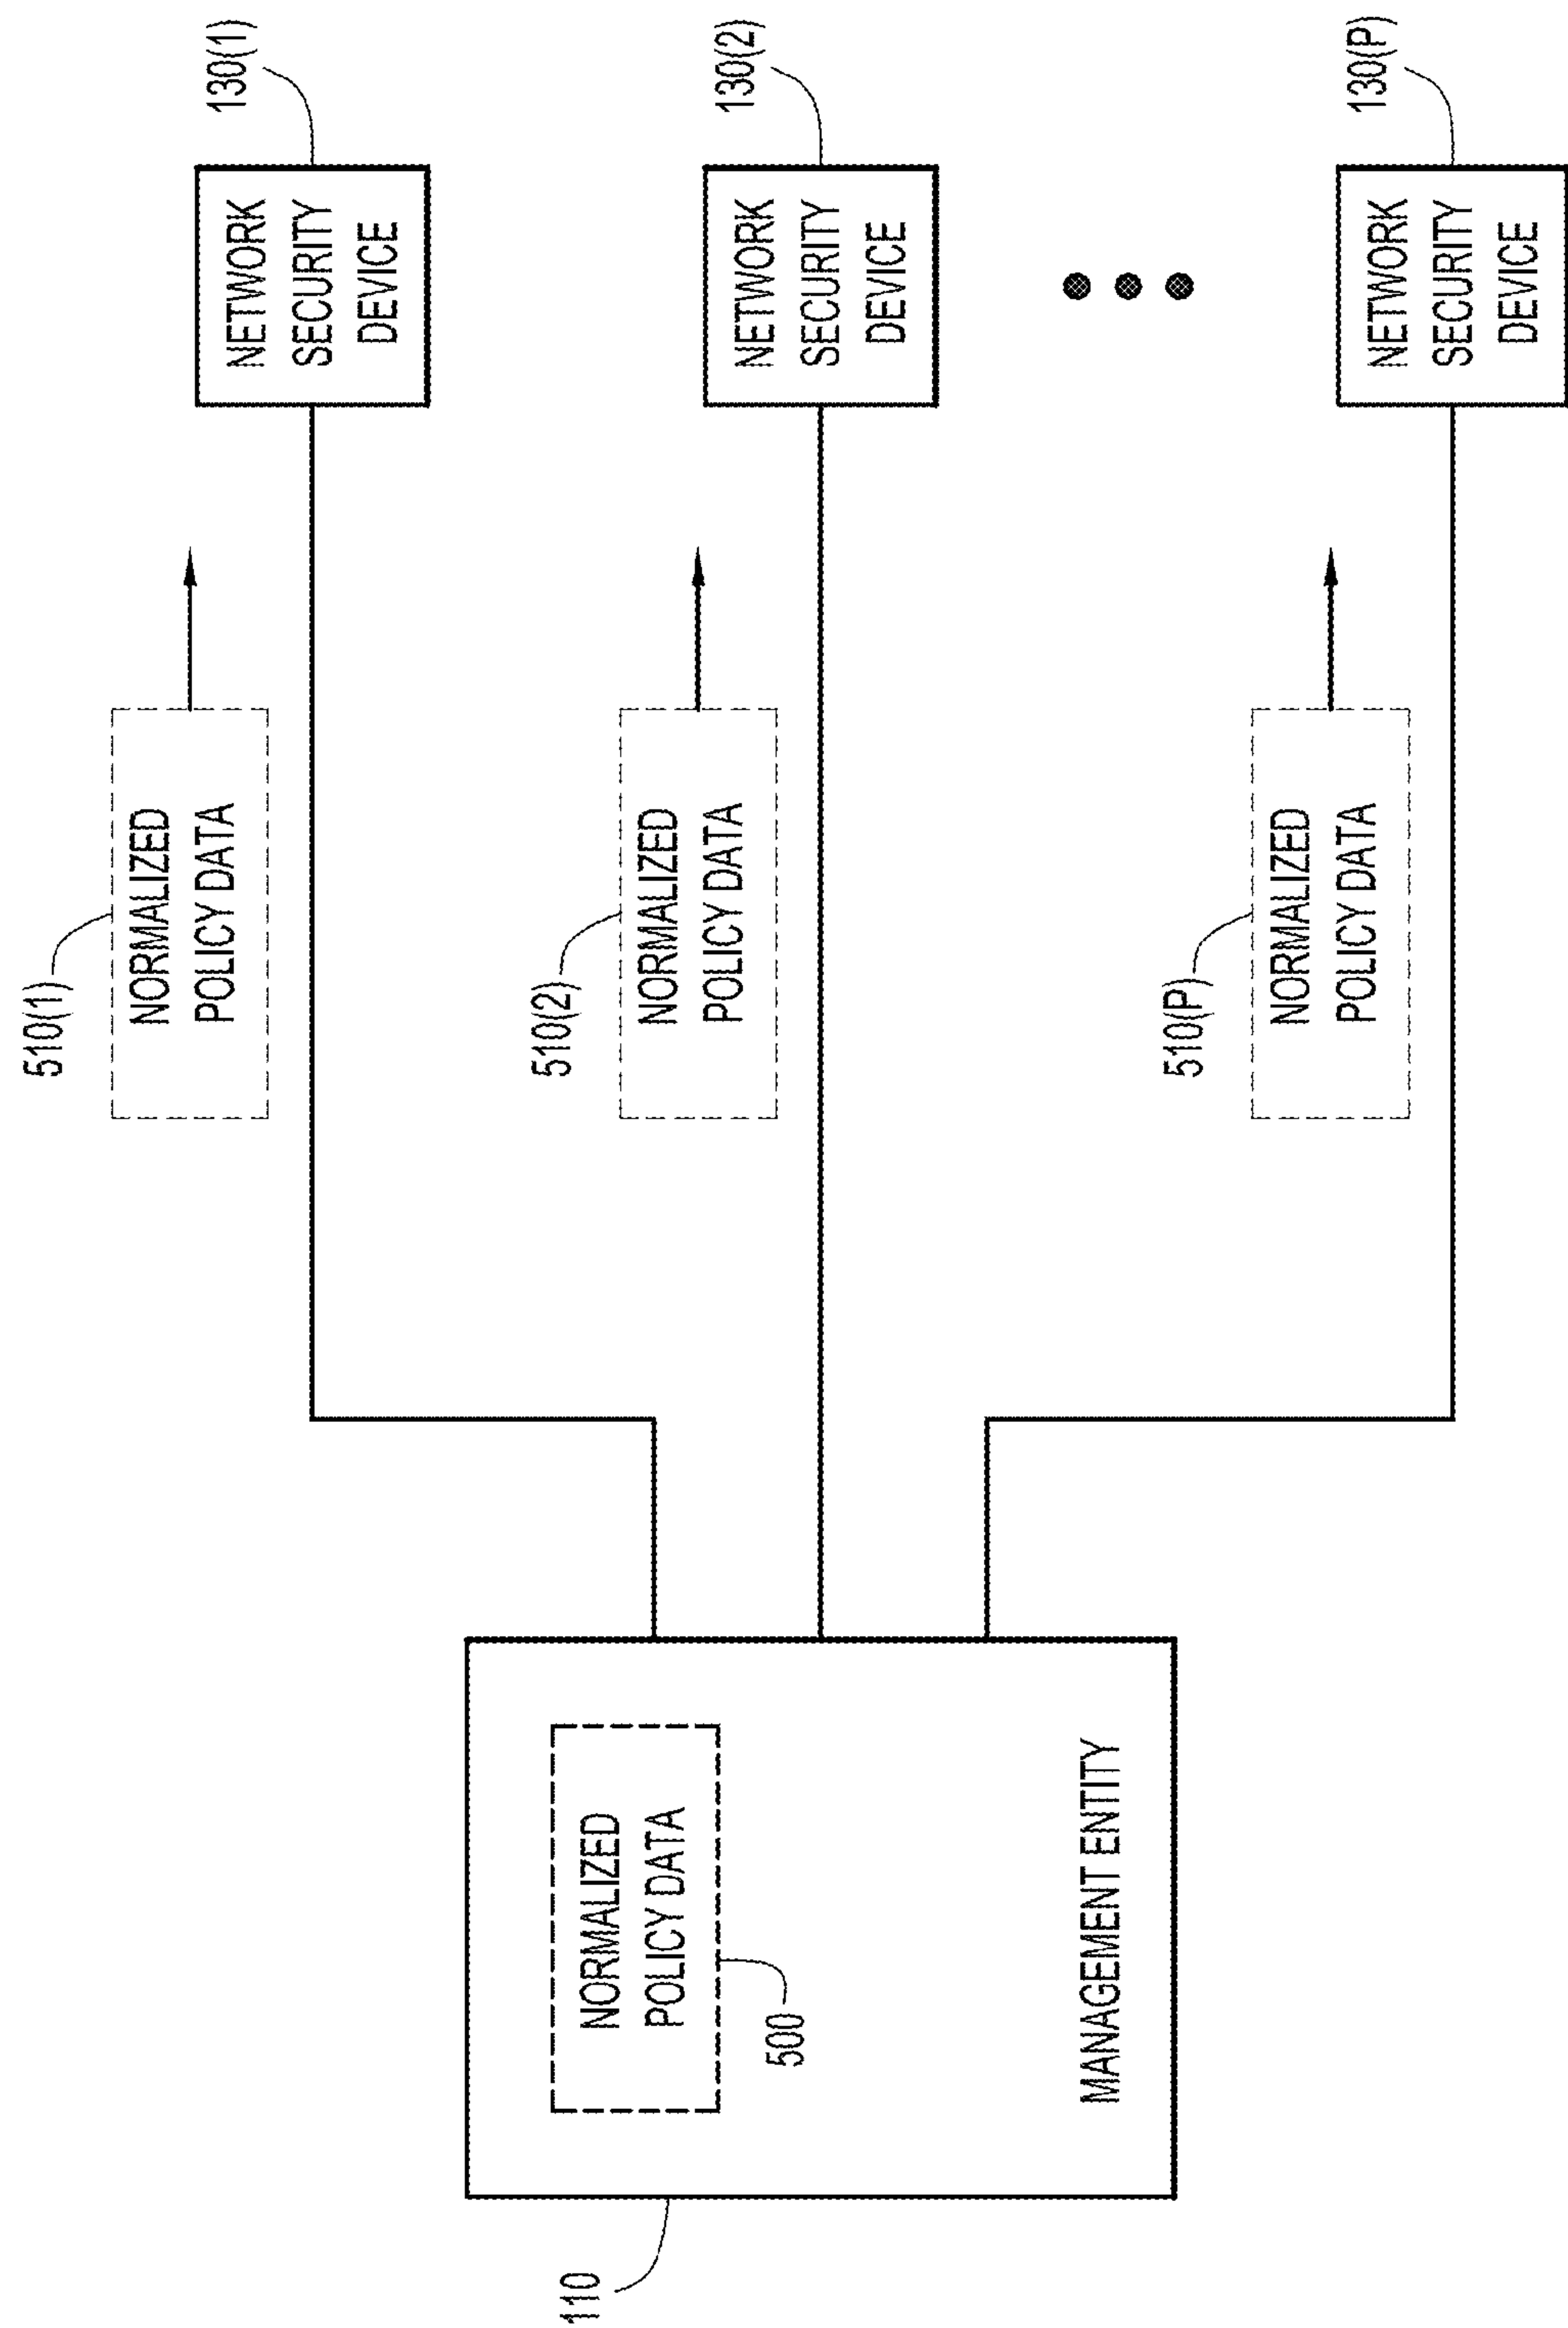 510(1)
NORMALIZED
POLICY DATA
130(1)
NETWORK
SECURITY
DEVICE
510(2)
NORMALIZED
POLICY DATA
130(2)
NETWORK
SECURITY
DEVICE
110
NORMALIZED
POLICY DATA
500
MANAGEMENT ENTITY
510(P)
NORMALIZED
POLICY DATA
130(P)
NETWORK
SECURITY
DEVICE